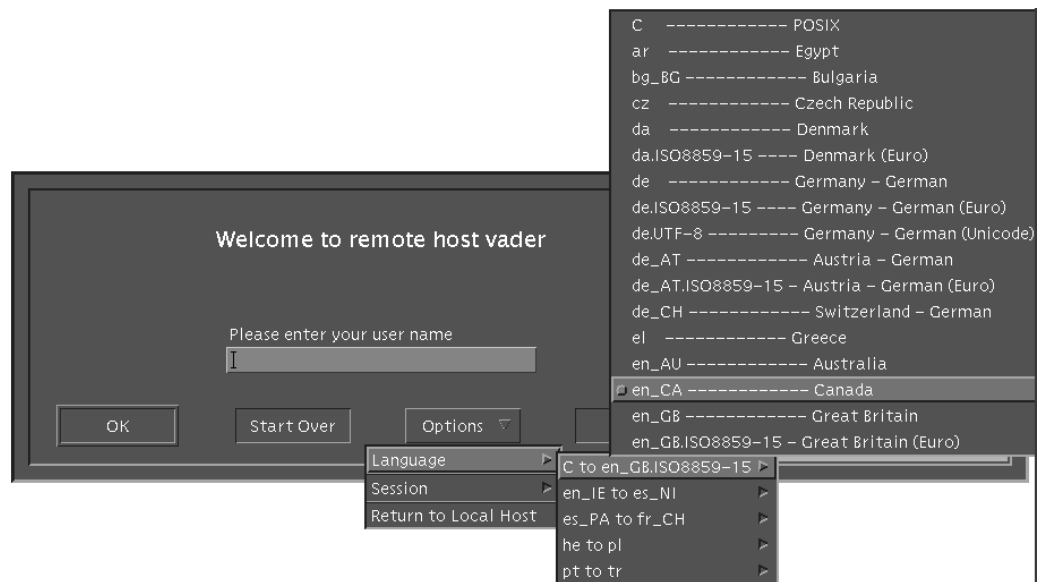 C ------------ POSIX
ar ------------ Egypt
bg_BG ------------ Bulgaria
cz ------------ Czech Republic
da ------------ Denmark
da.ISO8859-15 ---- Denmark (Euro)
de ------------ Germany - German
de.ISO8859-15 ---- Germany - German (Euro)
de.UTF-8 --------- Germany - German (Unicode)
de_AT ------------ Austria - German
de_AT.ISO8859-15 - Austria - German (Euro)
de_CH ------------ Switzerland - German
el ------------ Greece
en_AU ------------ Australia
en_CA ------------ Canada
en_GB ------------ Great Britain
en_GB.ISO8859-15 - Great Britain (Euro)
Welcome to remote host vader
Please enter your user name
OK
Start Over
Options
Language
Session
Return to Local Host
C to en_GB.ISO8859-15
en_IE to es_NI
es_PA to fr_CH
he to pl
pt to tr